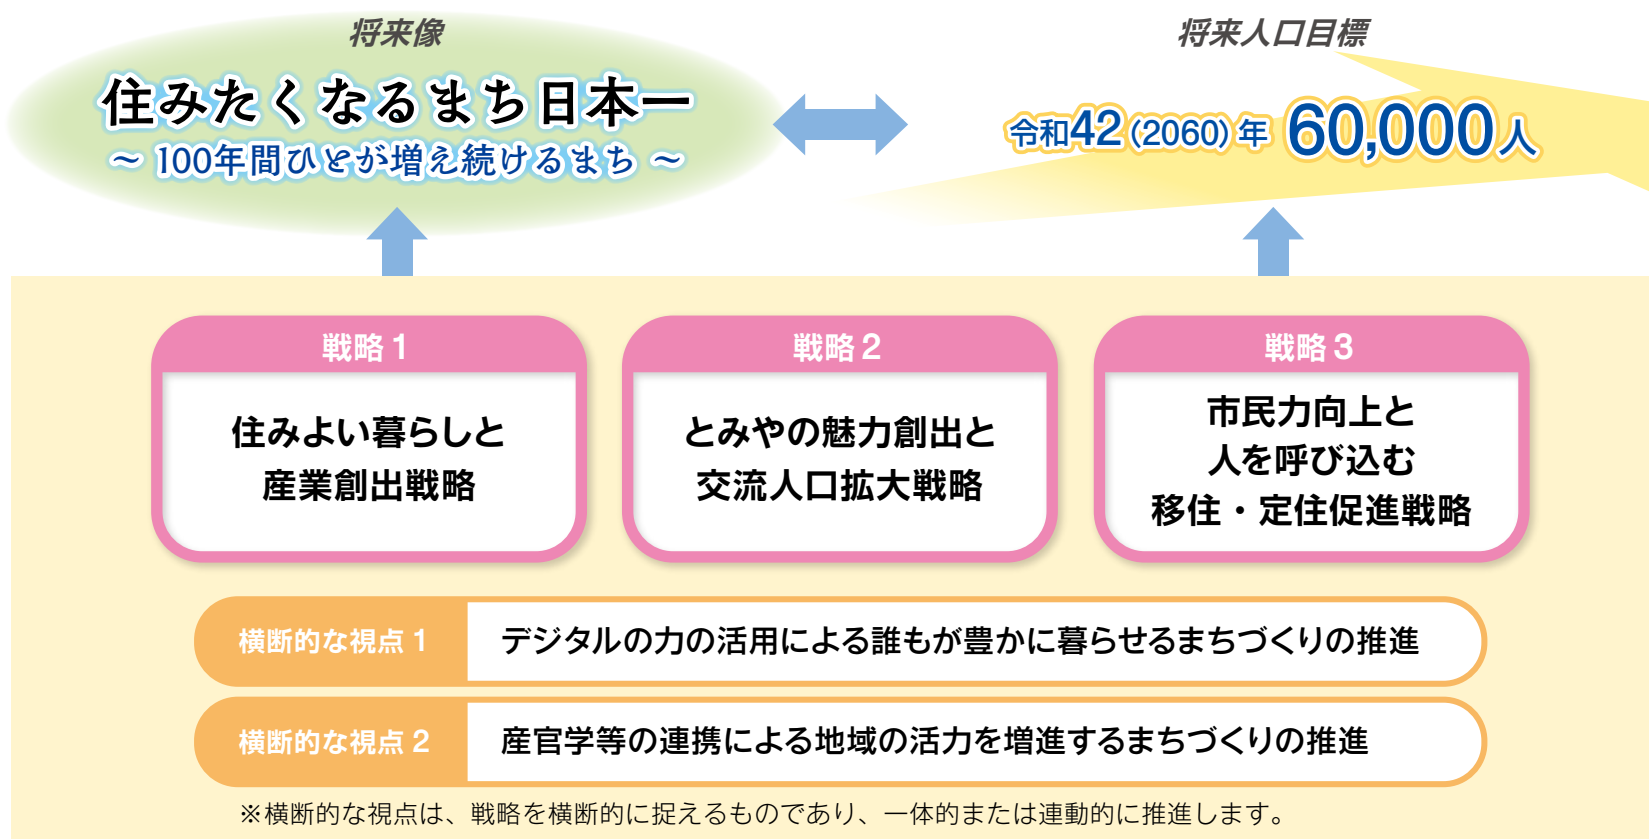 将来像
住みたくなるまち日本一
～ 100年間ひとが増え続けるまち ～
将来人口目標
令和42(2060)年 60,000人
戦略1
住みよい暮らしと
産業創出戦略
戦略2
とみやの魅力創出と
交流人口拡大戦略
戦略3
市民力向上と
人を呼び込む
移住・定住促進戦略
横断的な視点1
デジタルの力の活用による誰もが豊かに暮らせるまちづくりの推進
横断的な視点2
産官学等の連携による地域の活力を増進するまちづくりの推進
※横断的な視点は、戦略を横断的に捉えるものであり、一体的または連動的に推進します。